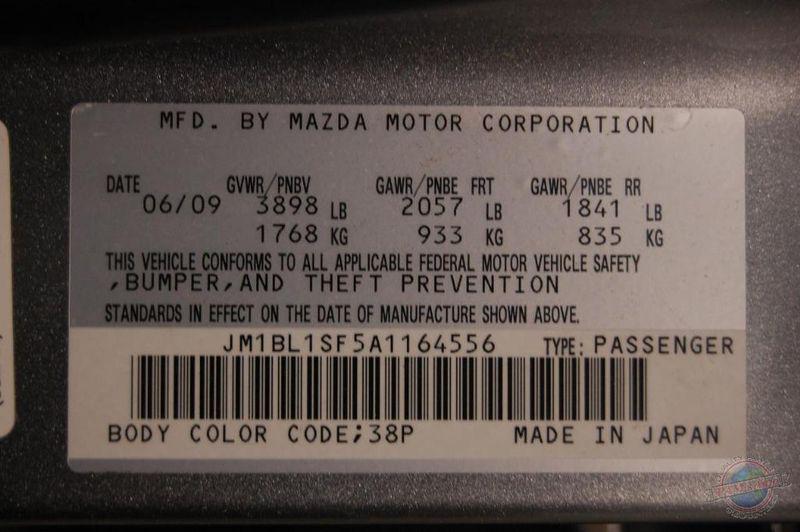 MFD. BY MAZDA MOTOR CORPORATION
DATE GVWR/PNBV GAWR/PNBE FRT GAWR/PNBE RR
06/09 3898 LB 2057 LB 1841 LB
1768 KG 933 KG 835 KG
THIS VEHICLE CONFORMS TO ALL APPLICABLE FEDERAL MOTOR VEHICLE SAFETY
,BUMPER,AND THEFT PREVENTION
STANDARDS IN EFFECT ON THE DATE OF MANUFACTURE SHOWN ABOVE.
JM1BL1SF5A1164556 TYPE: PASSENGER
BODY COLOR CODE;38P MADE IN JAPAN